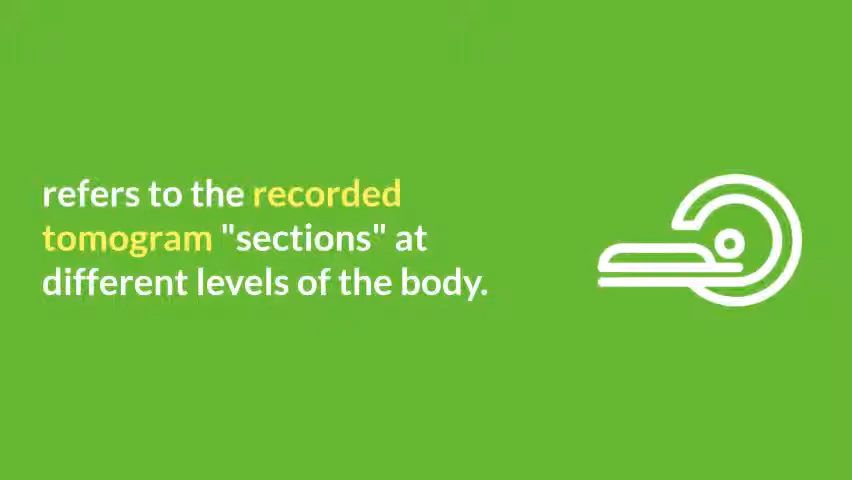 refers to the recorded
tomogram "sections" at
different levels of the body.